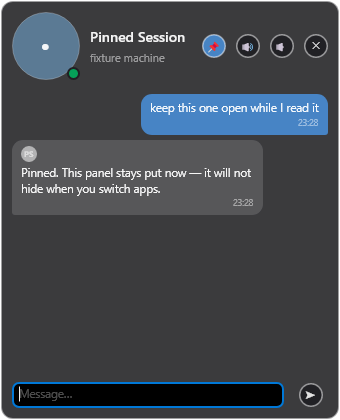 Pinned Session
fixture machine
keep this one open while I read it
23:28
PS
Pinned. This panel stays put now — it will not
hide when you switch apps.
23:28
Message...